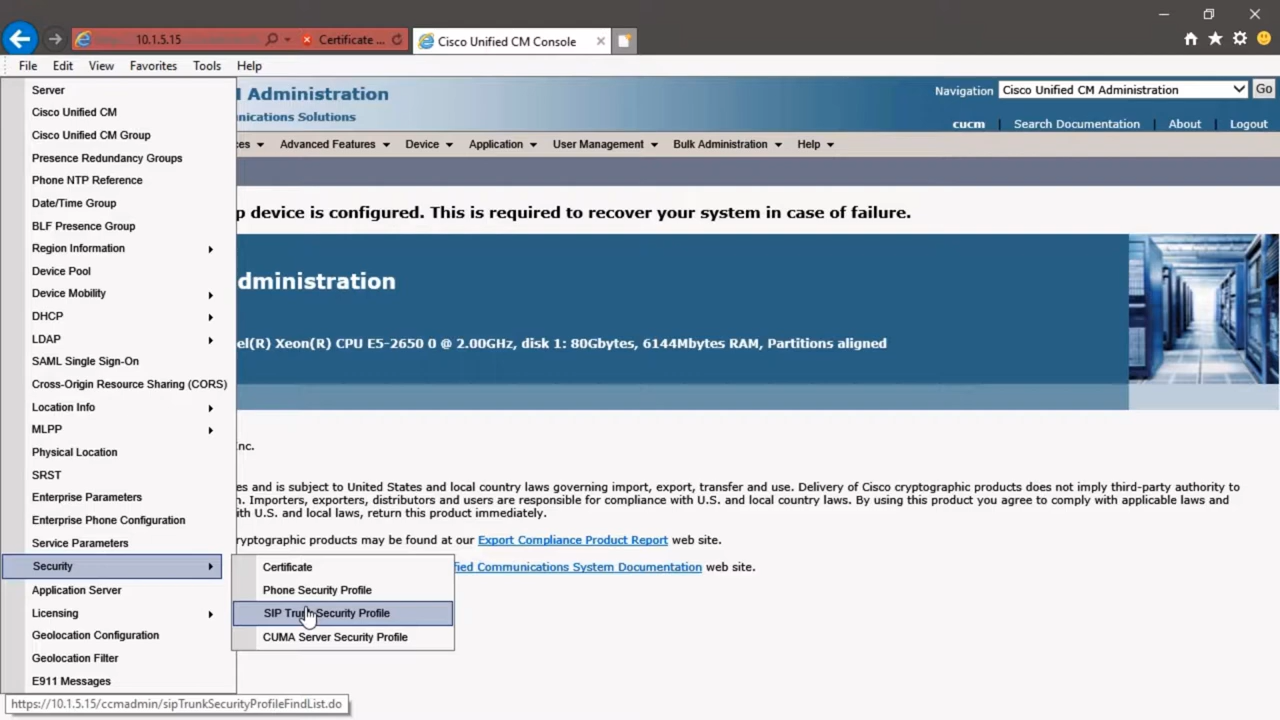 10.1.5.15
Certificate ...
Cisco Unified CM Console
File Edit View Favorites Tools Help
Administration
Navigation Cisco Unified CM Administration Go
nications Solutions
cucm | Search Documentation | About | Logout
es Advanced Features Device Application User Management Bulk Administration Help
Server
Cisco Unified CM
Cisco Unified CM Group
Presence Redundancy Groups
Phone NTP Reference
Date/Time Group
BLF Presence Group
Region Information
Device Pool
Device Mobility
DHCP
LDAP
SAML Single Sign-On
Cross-Origin Resource Sharing (CORS)
Location Info
MLPP
Physical Location
SRST
Enterprise Parameters
Enterprise Phone Configuration
Service Parameters
Security
Application Server
Licensing
Geolocation Configuration
Geolocation Filter
E911 Messages
Certificate
Phone Security Profile
SIP Trunk Security Profile
CUMA Server Security Profile
p device is configured. This is required to recover your system in case of failure.
dministration
el(R) Xeon(R) CPU E5-2650 0 @ 2.00GHz, disk 1: 80Gbytes, 6144Mbytes RAM, Partitions aligned
nc.
es and is subject to United States and local country laws governing import, export, transfer and use. Delivery of Cisco cryptographic products does not imply third-party authority to
n. Importers, exporters, distributors and users are responsible for compliance with U.S. and local country laws. By using this product you agree to comply with applicable laws and
ith U.S. and local laws, return this product immediately.
ryptographic products may be found at our Export Compliance Product Report web site.
fied Communications System Documentation web site.
https://10.1.5.15/ccmadmin/sipTrunkSecurityProfileFindList.do